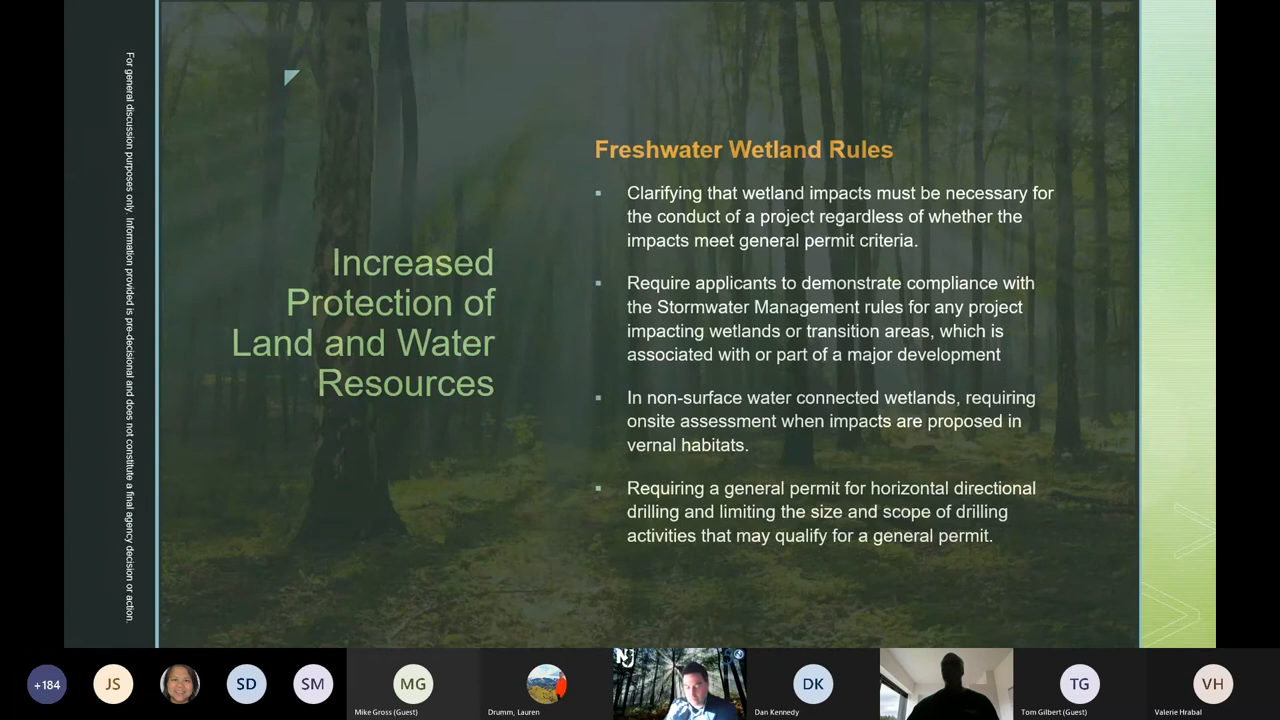 For general discussion purposes only. Information provided is pre-decisional and does not constitute a final agency decision or action.
Increased
Protection of
Land and Water
Resources
Freshwater Wetland Rules
Clarifying that wetland impacts must be necessary for
the conduct of a project regardless of whether the
impacts meet general permit criteria.
Require applicants to demonstrate compliance with
the Stormwater Management rules for any project
impacting wetlands or transition areas, which is
associated with or part of a major development
In non-surface water connected wetlands, requiring
onsite assessment when impacts are proposed in
vernal habitats.
Requiring a general permit for horizontal directional
drilling and limiting the size and scope of drilling
activities that may qualify for a general permit.
+184
JS
SD
SM
MG
Mike Gross (Guest)
Drumm, Lauren
NJ
DK
Dan Kennedy
TG
Tom Gilbert (Guest)
VH
Valerie Hrabal